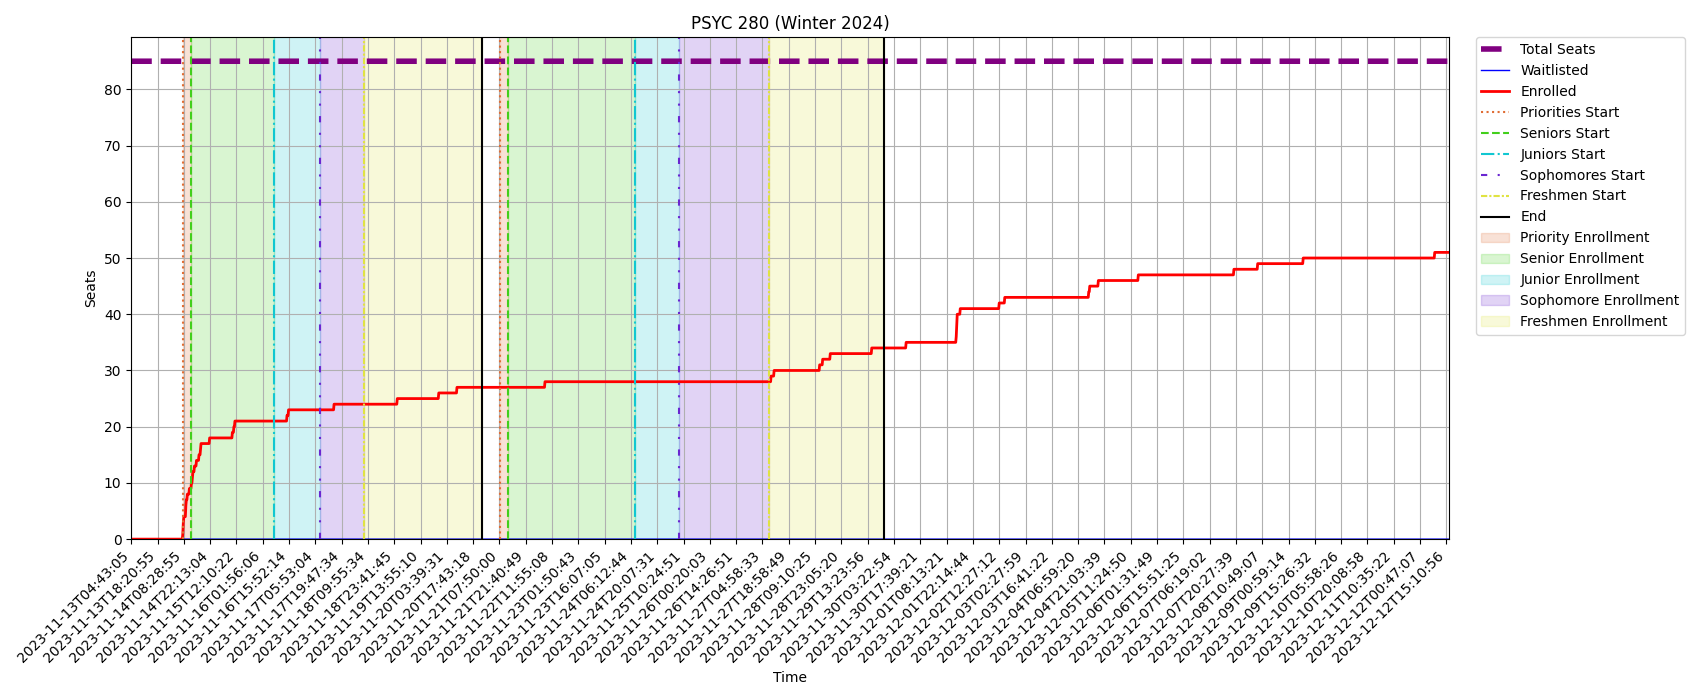 PSYC 280 (Winter 2024)
Total Seats
Waitlisted
Enrolled
Priorities Start
Seniors Start
Juniors Start
Sophomores Start
Freshmen Start
End
Priority Enrollment
Senior Enrollment
Junior Enrollment
Sophomore Enrollment
Freshmen Enrollment
Seats
80
70
60
50
40
30
20
10
0
2023-11-13T04:43:05
2023-11-13T18:20:55
2023-11-14T08:28:55
2023-11-14T22:13:04
2023-11-15T12:10:22
2023-11-16T01:56:06
2023-11-16T15:52:14
2023-11-17T05:53:04
2023-11-17T19:47:34
2023-11-18T09:55:34
2023-11-18T23:41:45
2023-11-19T13:55:10
2023-11-20T03:39:31
2023-11-20T17:43:18
2023-11-21T07:50:00
2023-11-21T21:40:49
2023-11-22T11:55:08
2023-11-23T01:50:43
2023-11-23T16:07:05
2023-11-24T06:12:44
2023-11-24T20:07:31
2023-11-25T10:24:51
2023-11-26T00:20:03
2023-11-26T14:26:51
2023-11-27T04:58:33
2023-11-27T18:58:49
2023-11-28T09:10:25
2023-11-28T23:05:20
2023-11-29T13:23:56
2023-11-30T03:22:54
2023-11-30T17:39:21
2023-12-01T08:13:21
2023-12-01T22:14:44
2023-12-02T12:27:12
2023-12-03T02:27:59
2023-12-03T16:41:22
2023-12-04T06:59:20
2023-12-04T21:03:39
2023-12-05T11:24:50
2023-12-06T01:31:49
2023-12-06T15:51:25
2023-12-07T06:19:02
2023-12-07T20:27:39
2023-12-08T10:49:07
2023-12-09T00:59:14
2023-12-09T15:26:32
2023-12-10T05:58:26
2023-12-10T20:08:58
2023-12-11T10:35:22
2023-12-12T00:47:07
2023-12-12T15:10:56
Time